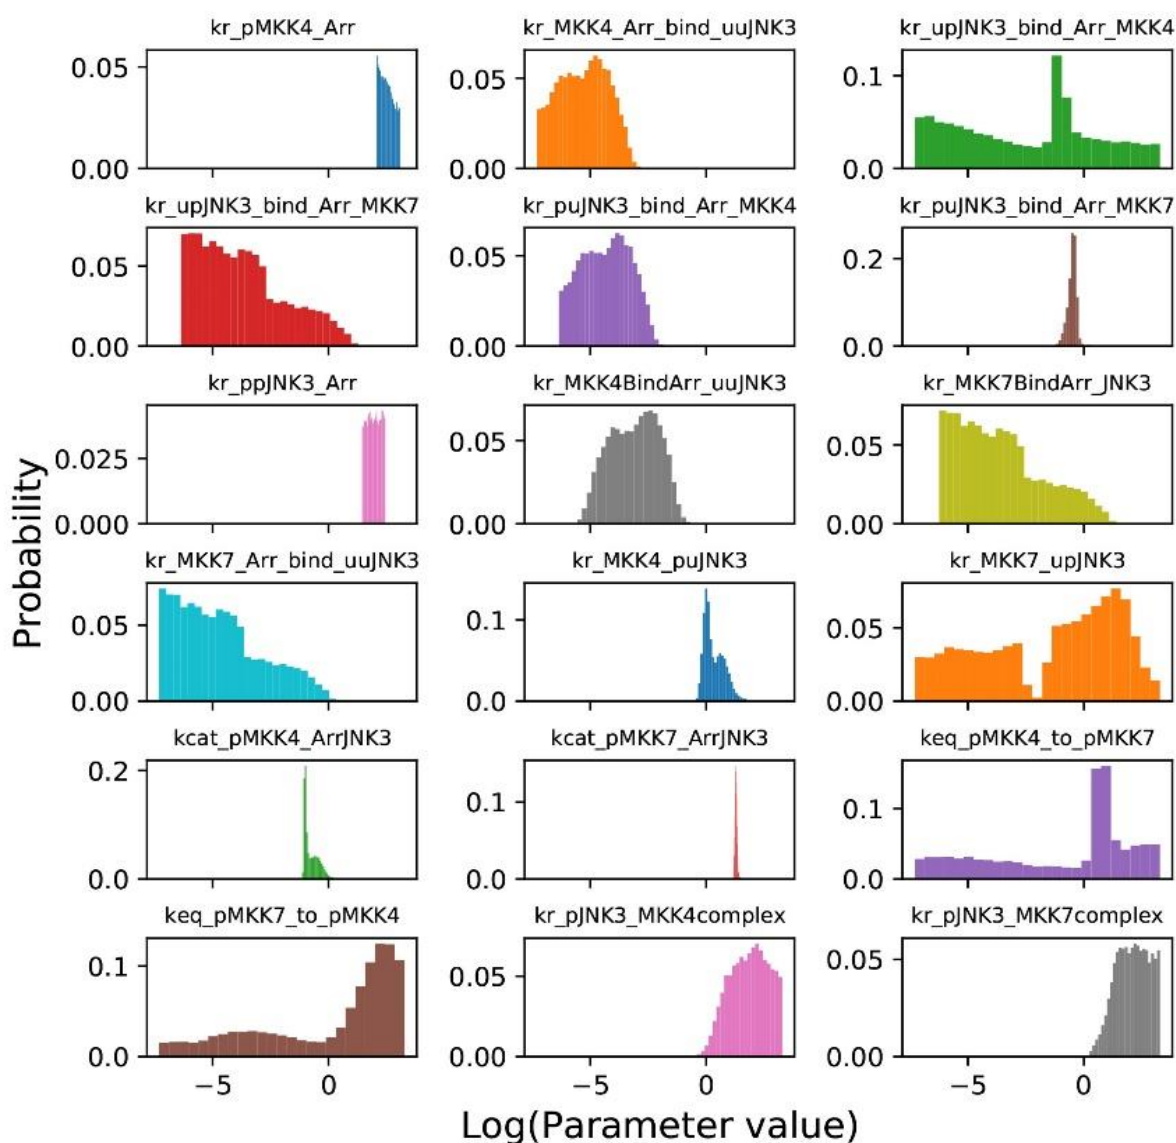 kr_pMKK4_Arr
kr_MKK4_Arr_bind_uuJNK3
kr_upJNK3_bind_Arr_MKK4
0.05
0.00
0.05
0.00
0.1
0.0
kr_upJNK3_bind_Arr_MKK7
kr_puJNK3_bind_Arr_MKK4
kr_puJNK3_bind_Arr_MKK7
0.05
0.00
0.05
0.00
0.2
0.0
kr_ppJNK3_Arr
kr_MKK4BindArr_uuJNK3
kr_MKK7BindArr_JNK3
0.025
0.000
0.05
0.00
0.05
0.00
kr_MKK7_Arr_bind_uuJNK3
kr_MKK4_puJNK3
kr_MKK7_upJNK3
0.05
0.00
0.1
0.0
0.05
0.00
kcat_pMKK4_ArrJNK3
kcat_pMKK7_ArrJNK3
keq_pMKK4_to_pMKK7
0.2
0.0
0.1
0.0
0.1
0.0
keq_pMKK7_to_pMKK4
kr_pJNK3_MKK4complex
kr_pJNK3_MKK7complex
0.1
0.0
0.05
0.00
0.05
0.00
−5 0
−5 0
−5 0
Probability
Log(Parameter value)